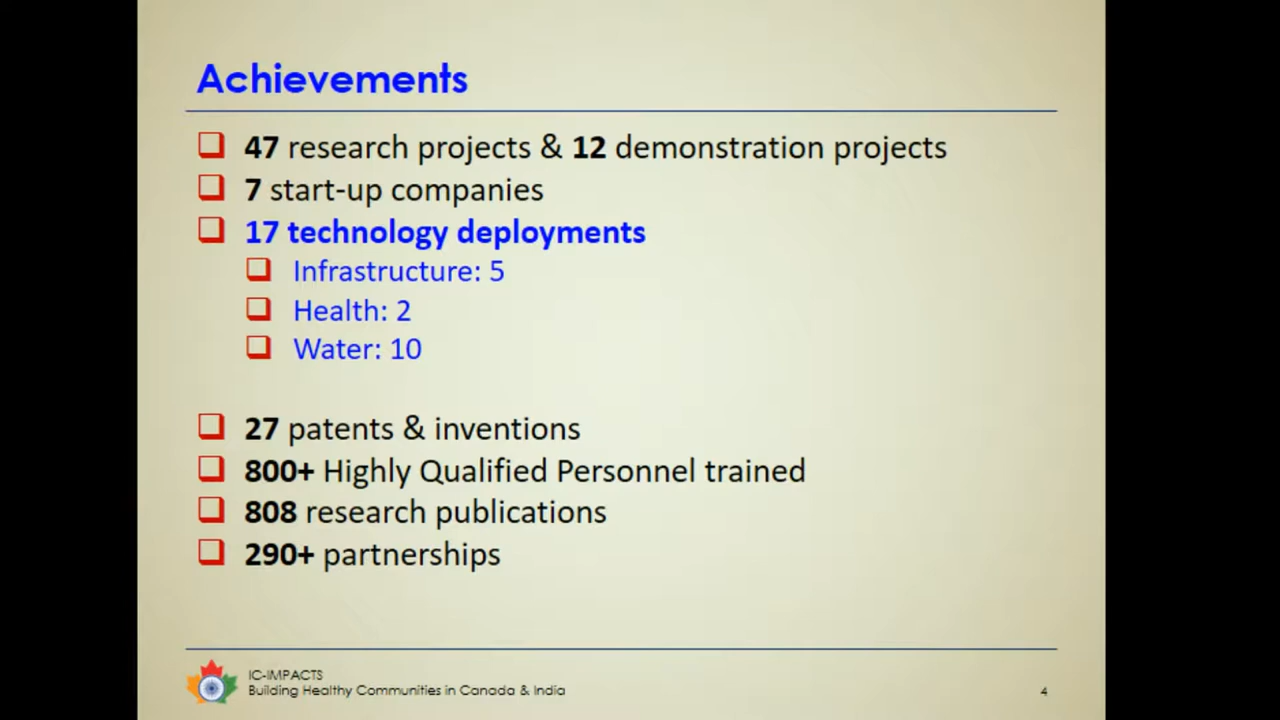 Achievements
47 research projects & 12 demonstration projects
7 start-up companies
17 technology deployments
Infrastructure: 5
Health: 2
Water: 10
27 patents & inventions
800+ Highly Qualified Personnel trained
808 research publications
290+ partnerships
IC-IMPACTS
Building Healthy Communities in Canada & India
4